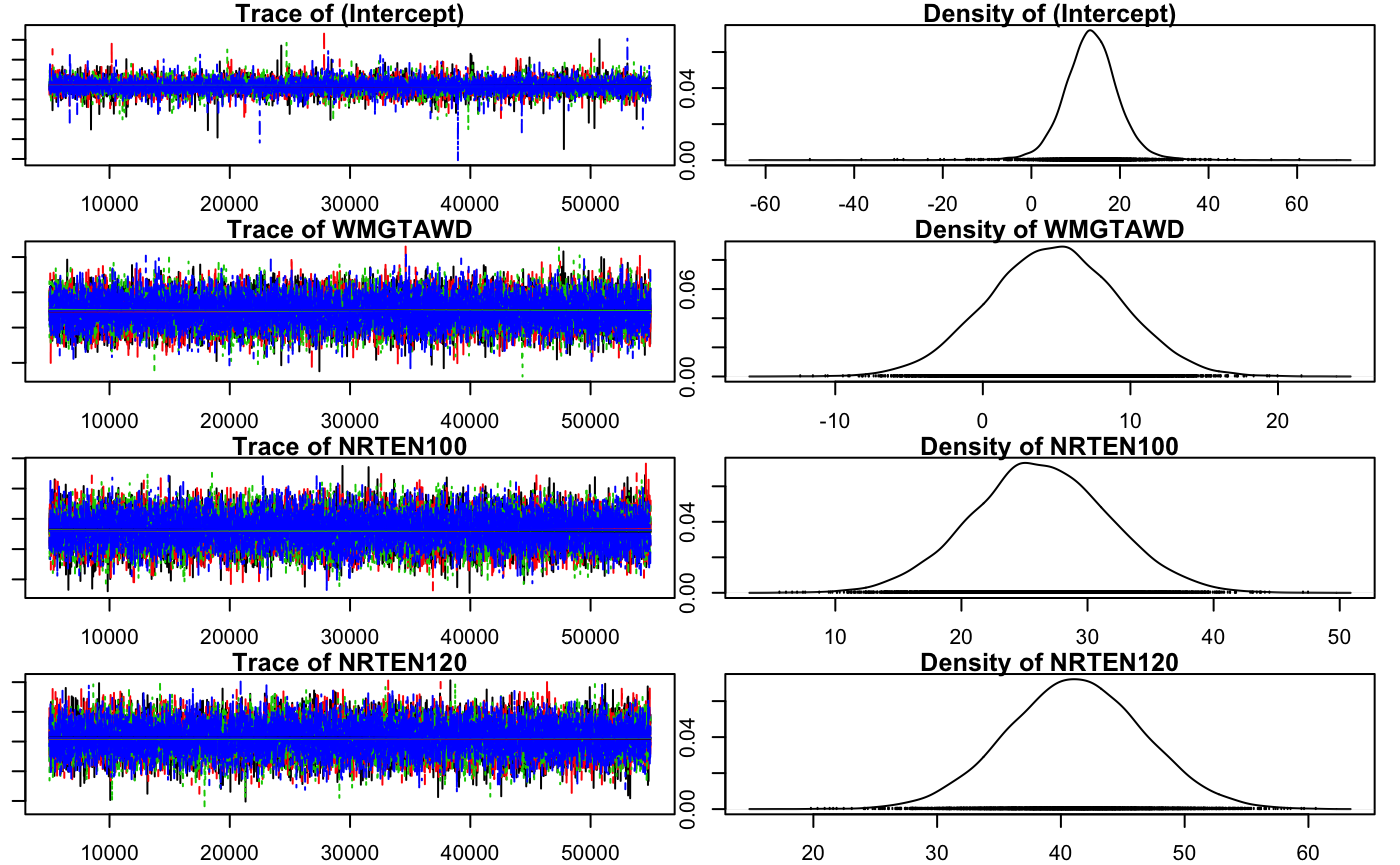 Trace of (Intercept)
Density of (Intercept)
0.04
0.00
10000 20000 30000 40000 50000
-60 -40 -20 0 20 40 60
Trace of WMGTAWD
Density of WMGTAWD
0.06
0.00
10000 20000 30000 40000 50000
-10 0 10 20
Trace of NRTEN100
Density of NRTEN100
0.04
0.00
10000 20000 30000 40000 50000
10 20 30 40 50
Trace of NRTEN120
Density of NRTEN120
0.04
0.00
10000 20000 30000 40000 50000
20 30 40 50 60